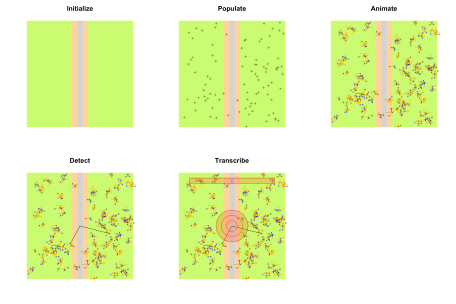 Initialize
Populate
Animate
Detect
Transcribe